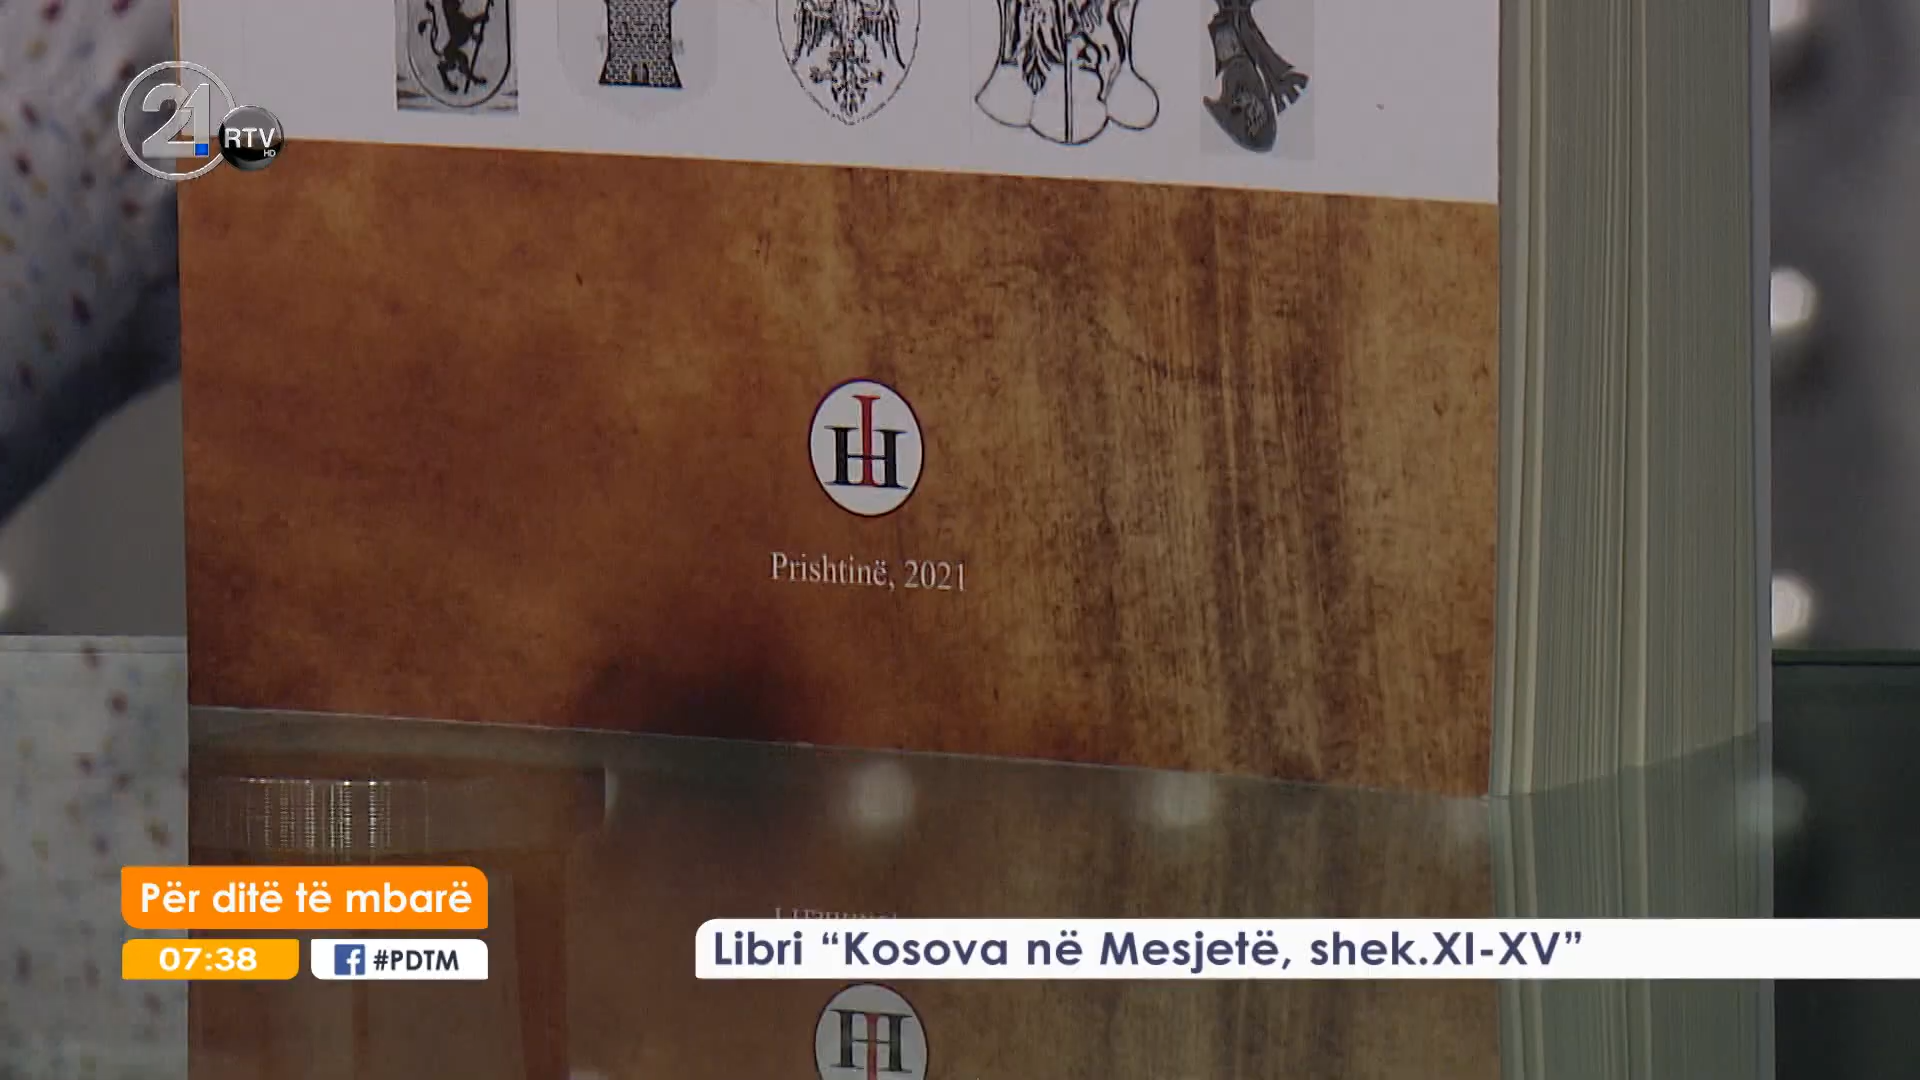 21
RTV
HD
IH
Prishtinë, 2021
Për ditë të mbarë
07:38
#PDTM
Libri “Kosova në Mesjetë, shek.XI-XV”